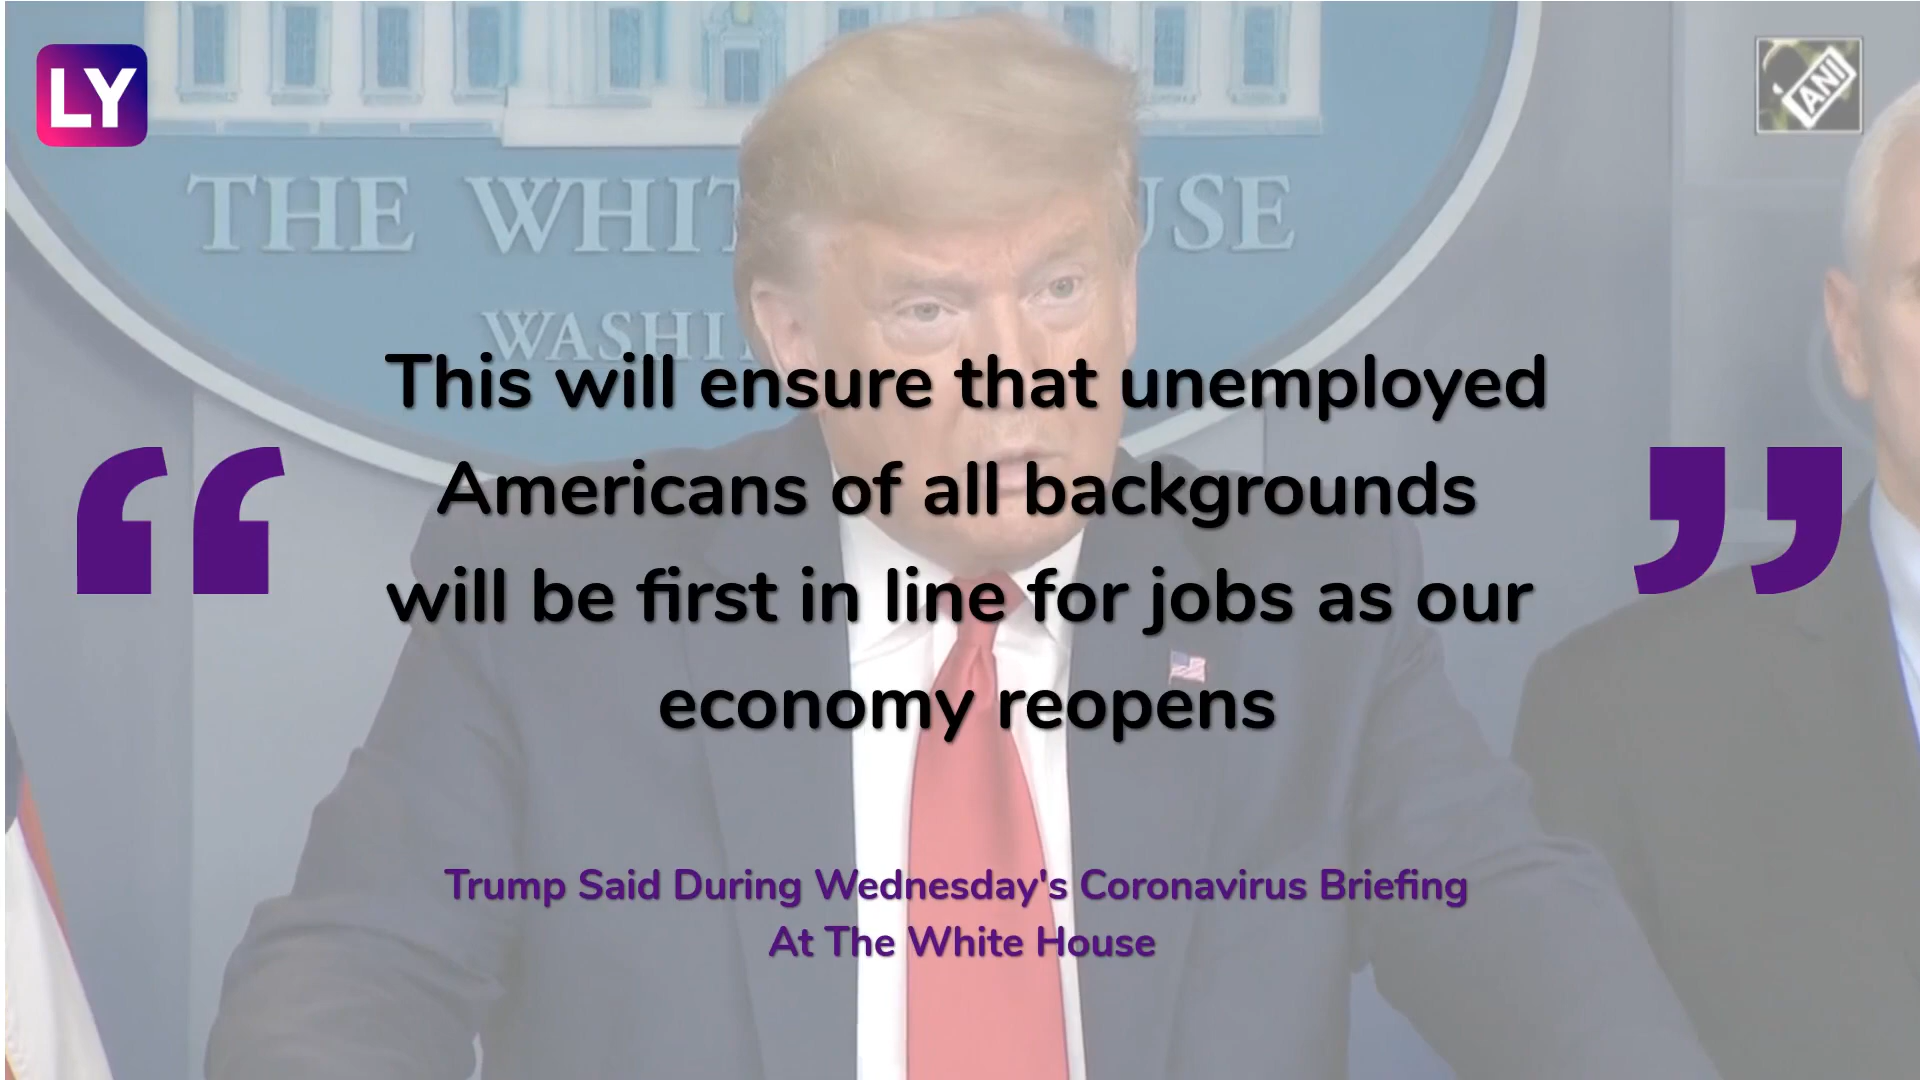 LY
ANI
THE WHIT USE
WASHI
This will ensure that unemployed
“ Americans of all backgrounds ”
will be first in line for jobs as our
economy reopens
Trump Said During Wednesday's Coronavirus Briefing
At The White House